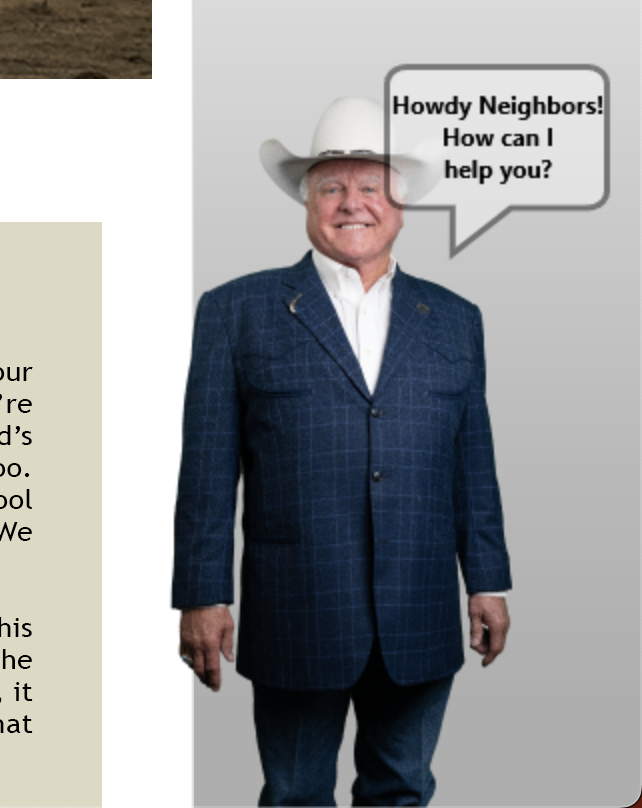 Howdy Neighbors!
How can I
help you?
our
're
d's
oo.
ool
We
his
he
, it
hat